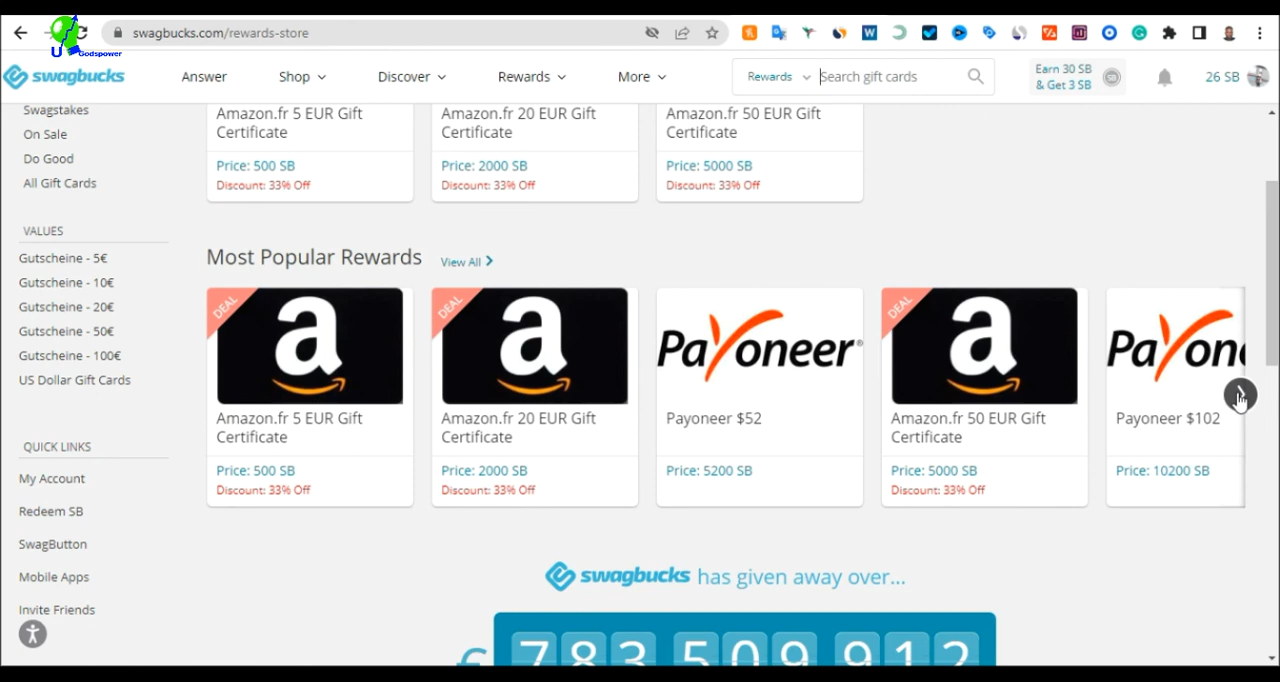 swagbucks.com/rewards-store
U Godspower
swagbucks
Answer
Shop
Discover
Rewards
More
Rewards
Search gift cards
Earn 30 SB
& Get 3 SB
26 SB
Swagstakes
On Sale
Do Good
All Gift Cards
VALUES
Gutscheine - 5€
Gutscheine - 10€
Gutscheine - 20€
Gutscheine - 50€
Gutscheine - 100€
US Dollar Gift Cards
QUICK LINKS
My Account
Redeem SB
SwagButton
Mobile Apps
Invite Friends
Amazon.fr 5 EUR Gift
Certificate
Price: 500 SB
Discount: 33% Off
Amazon.fr 20 EUR Gift
Certificate
Price: 2000 SB
Discount: 33% Off
Amazon.fr 50 EUR Gift
Certificate
Price: 5000 SB
Discount: 33% Off
Most Popular Rewards
View All
DEAL
a
Amazon.fr 5 EUR Gift
Certificate
Price: 500 SB
Discount: 33% Off
DEAL
a
Amazon.fr 20 EUR Gift
Certificate
Price: 2000 SB
Discount: 33% Off
Payoneer®
Payoneer $52
Price: 5200 SB
DEAL
a
Amazon.fr 50 EUR Gift
Certificate
Price: 5000 SB
Discount: 33% Off
Payon
Payoneer $102
Price: 10200 SB
swagbucks has given away over...
€ 783 509 912